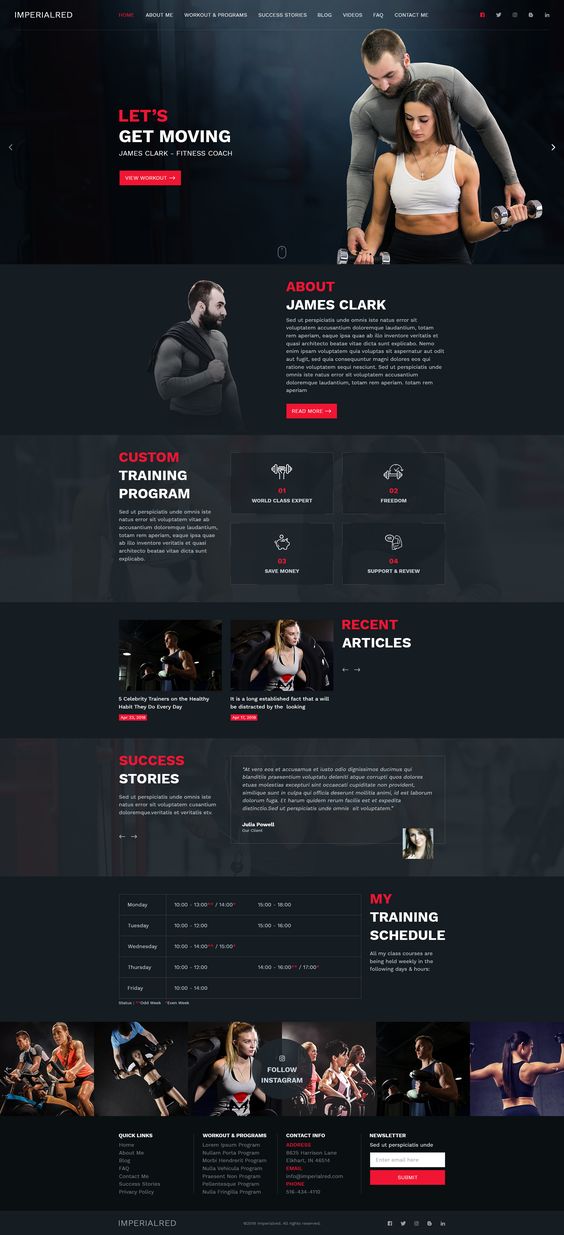 IMPERIALRED
HOME ABOUT ME WORKOUT & PROGRAMS SUCCESS STORIES BLOG VIDEOS FAQ CONTACT ME
LET'S
GET MOVING
JAMES CLARK - FITNESS COACH
VIEW WORKOUT
ABOUT
JAMES CLARK
Sed ut perspiciatis unde omnis iste natus error sit
voluptatem accusantium doloremque laudantium, totam
rem aperiam, eaque ipsa quae ab illo inventore veritatis et
quasi architecto beatae vitae dicta sunt explicabo. Nemo
enim ipsam voluptatem quia voluptas sit aspernatur aut odit
aut fugit, sed quia consequuntur magni dolores eos qui
ratione voluptatem sequi nesciunt. Sed ut perspiciatis unde
omnis iste natus error sit voluptatem accusantium
doloremque laudantium, totam rem aperiam. totam rem
aperiam
READ MORE
CUSTOM
TRAINING
PROGRAM
Sed ut perspiciatis unde omnis iste
natus error sit voluptatem vitae ab
accusantium doloremque laudantium,
totam rem aperiam, eaque ipsa quae
ab illo inventore veritatis et quasi
architecto beatae vitae dicta sunt
explicabo.
01
WORLD CLASS EXPERT
02
FREEDOM
03
SAVE MONEY
04
SUPPORT & REVIEW
5 Celebrity Trainers on the Healthy
Habit They Do Every Day
Apr 23, 2018
It is a long established fact that a will
be distracted by the looking
Apr 17, 2018
RECENT
ARTICLES
SUCCESS
STORIES
Sed ut perspiciatis unde omnis iste
natus error sit voluptatem cusantium
doloremque.veritatis et veritatis etv.
"At vero eos et accusamus et iusto odio dignissimos ducimus qui
blanditiis praesentium voluptatu deleniti atque corrupti quos dolores
etuas molestias excepturi sint occaecati cupiditate non provident,
similique sunt in culpa qui officia deserunt mollitia animi, id est laborum
dolorum fuga. Et harum quidem rerum facilis est et expedita
distinctio.Sed ut perspiciatis unde omnis sit voluptatem."
Julia Powell
Our Client
Monday 10:00 - 13:00** / 14:00* 15:00 - 18:00
Tuesday 10:00 - 12:00 15:00 - 16:00
Wednesday 10:00 - 14:00** / 15:00*
Thursday 10:00 - 12:00 14:00 - 16:00** / 17:00*
Friday 10:00 - 14:00
Status | **Odd Week *Even Week
MY
TRAINING
SCHEDULE
All my class courses are
being held weekly in the
following days & hours:
FOLLOW
INSTAGRAM
QUICK LINKS
Home
About Me
Blog
FAQ
Contact Me
Success Stories
Privacy Policy
WORKOUT & PROGRAMS
Lorem Ipsum Program
Nullam Porta Program
Morbi Hendrerit Program
Nulla Vehicula Program
Praesent Non Program
Pellentesque Program
Nulla Fringilla Program
CONTACT INFO
ADDRESS
8635 Harrison Lane
Elkhart, IN 46514
EMAIL
info@imperialred.com
PHONE
516-434-4110
NEWSLETTER
Sed ut perspiciatis unde
Enter email here
SUBMIT
IMPERIALRED
©2018 Imperialred. All rights reserved.